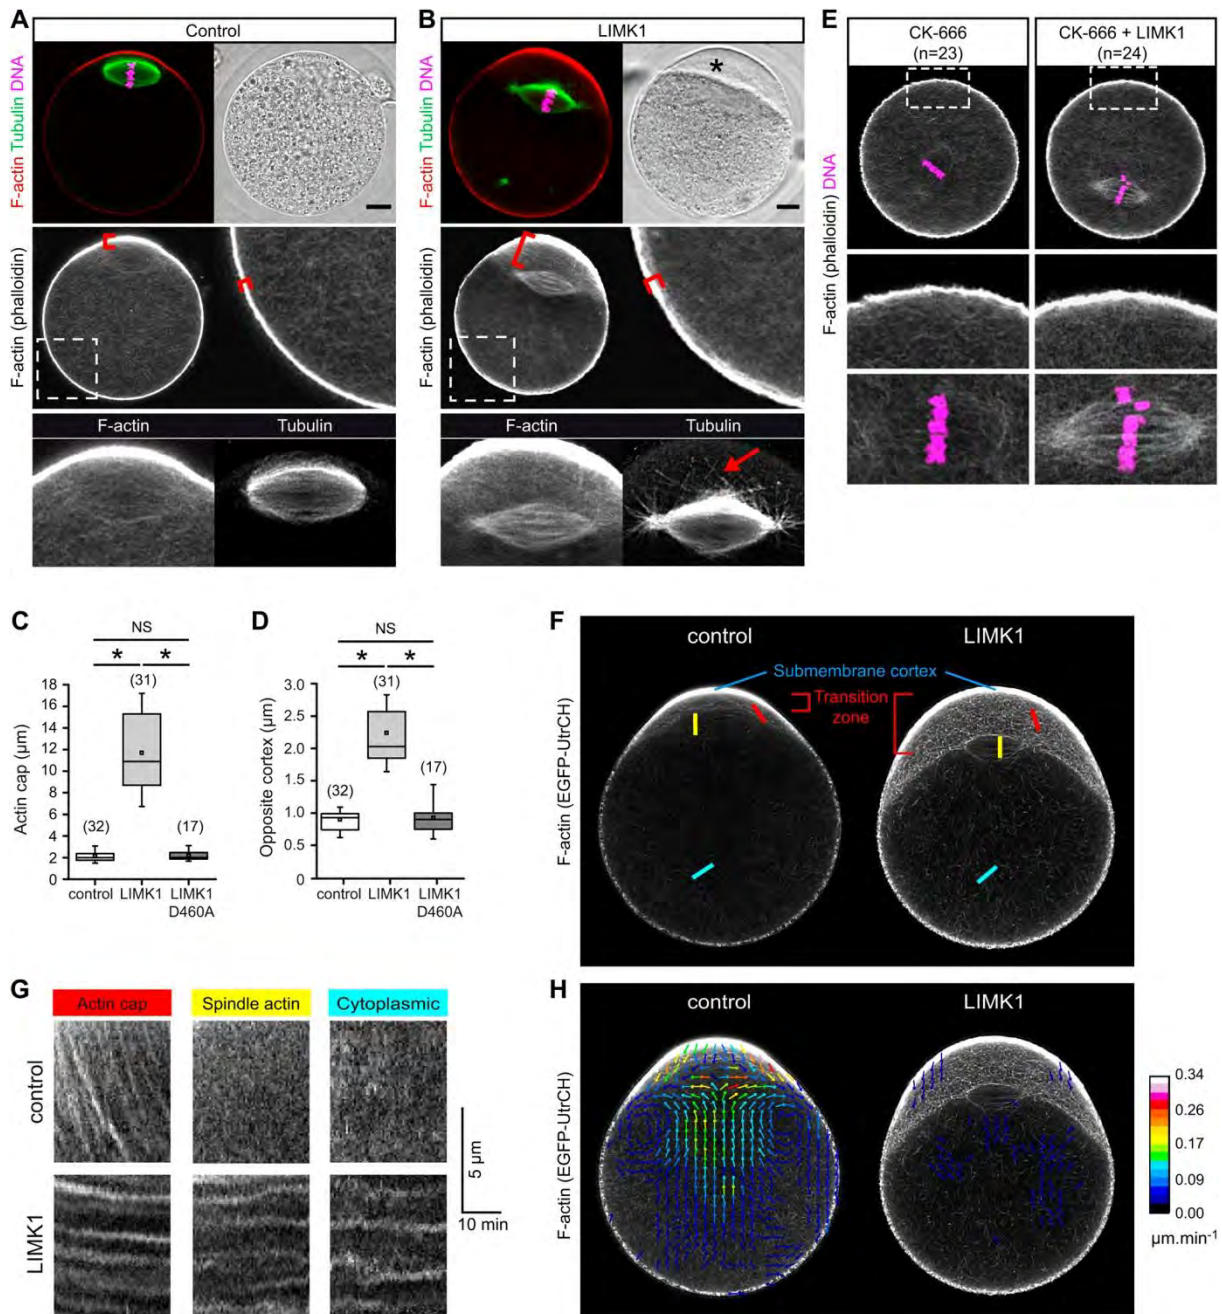 A
Control
F-actin Tubulin DNA
F-actin (phalloidin)
F-actin
Tubulin
B
LIMK1
*
F-actin Tubulin DNA
F-actin (phalloidin)
F-actin
Tubulin
E
CK-666
(n=23)
CK-666 + LIMK1
(n=24)
F-actin (phalloidin) DNA
C
NS
*
*
(31)
(32)
(17)
Actin cap (µm)
18
16
14
12
10
8
6
4
2
0
control
LIMK1
LIMK1
D460A
D
NS
*
*
(31)
(32)
(17)
Opposite cortex (µm)
3.0
2.5
2.0
1.5
1.0
0.5
0
control
LIMK1
LIMK1
D460A
F
control
LIMK1
Submembrane cortex
Transition
zone
F-actin (EGFP-UtrCH)
G
Actin cap
Spindle actin
Cytoplasmic
control
LIMK1
5 µm
10 min
H
control
LIMK1
F-actin (EGFP-UtrCH)
0.34
0.26
0.17
0.09
0.00
µm.min⁻¹